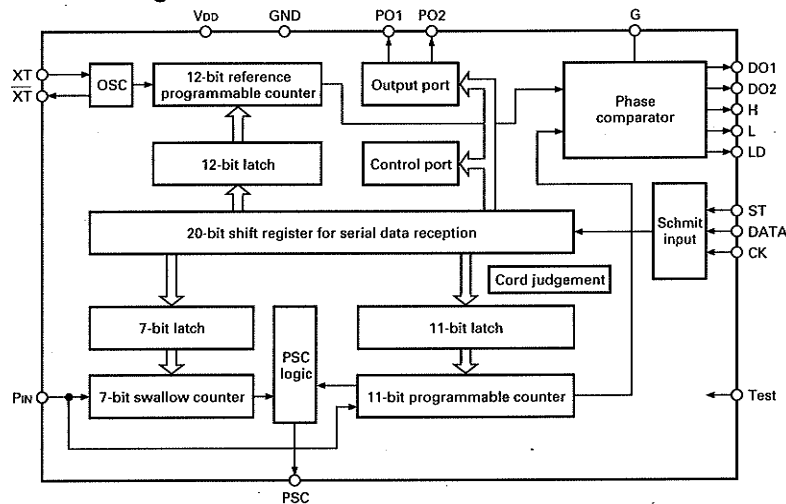 VDD
GND
PO1
PO2
G
XT
XT
OSC
12-bit reference
programmable counter
Output port
Phase
comparator
DO1
DO2
H
L
LD
12-bit latch
Control port
20-bit shift register for serial data reception
Schmit
input
ST
DATA
CK
Cord judgement
7-bit latch
PSC
logic
11-bit latch
PIN
7-bit swallow counter
11-bit programmable counter
Test
PSC